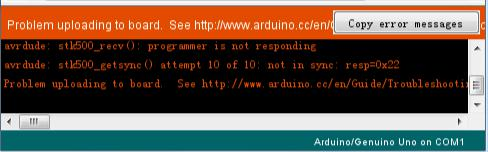 Problem uploading to board. See http://www.arduino.cc/en/
Copy error messages
avrdude: stk500_recv(): programmer is not responding
avrdude: stk500_getsync() attempt 10 of 10: not in sync: resp=0x22
Problem uploading to board. See http://www.arduino.cc/en/Guide/Troubleshooti
Arduino/Genuino Uno on COM1